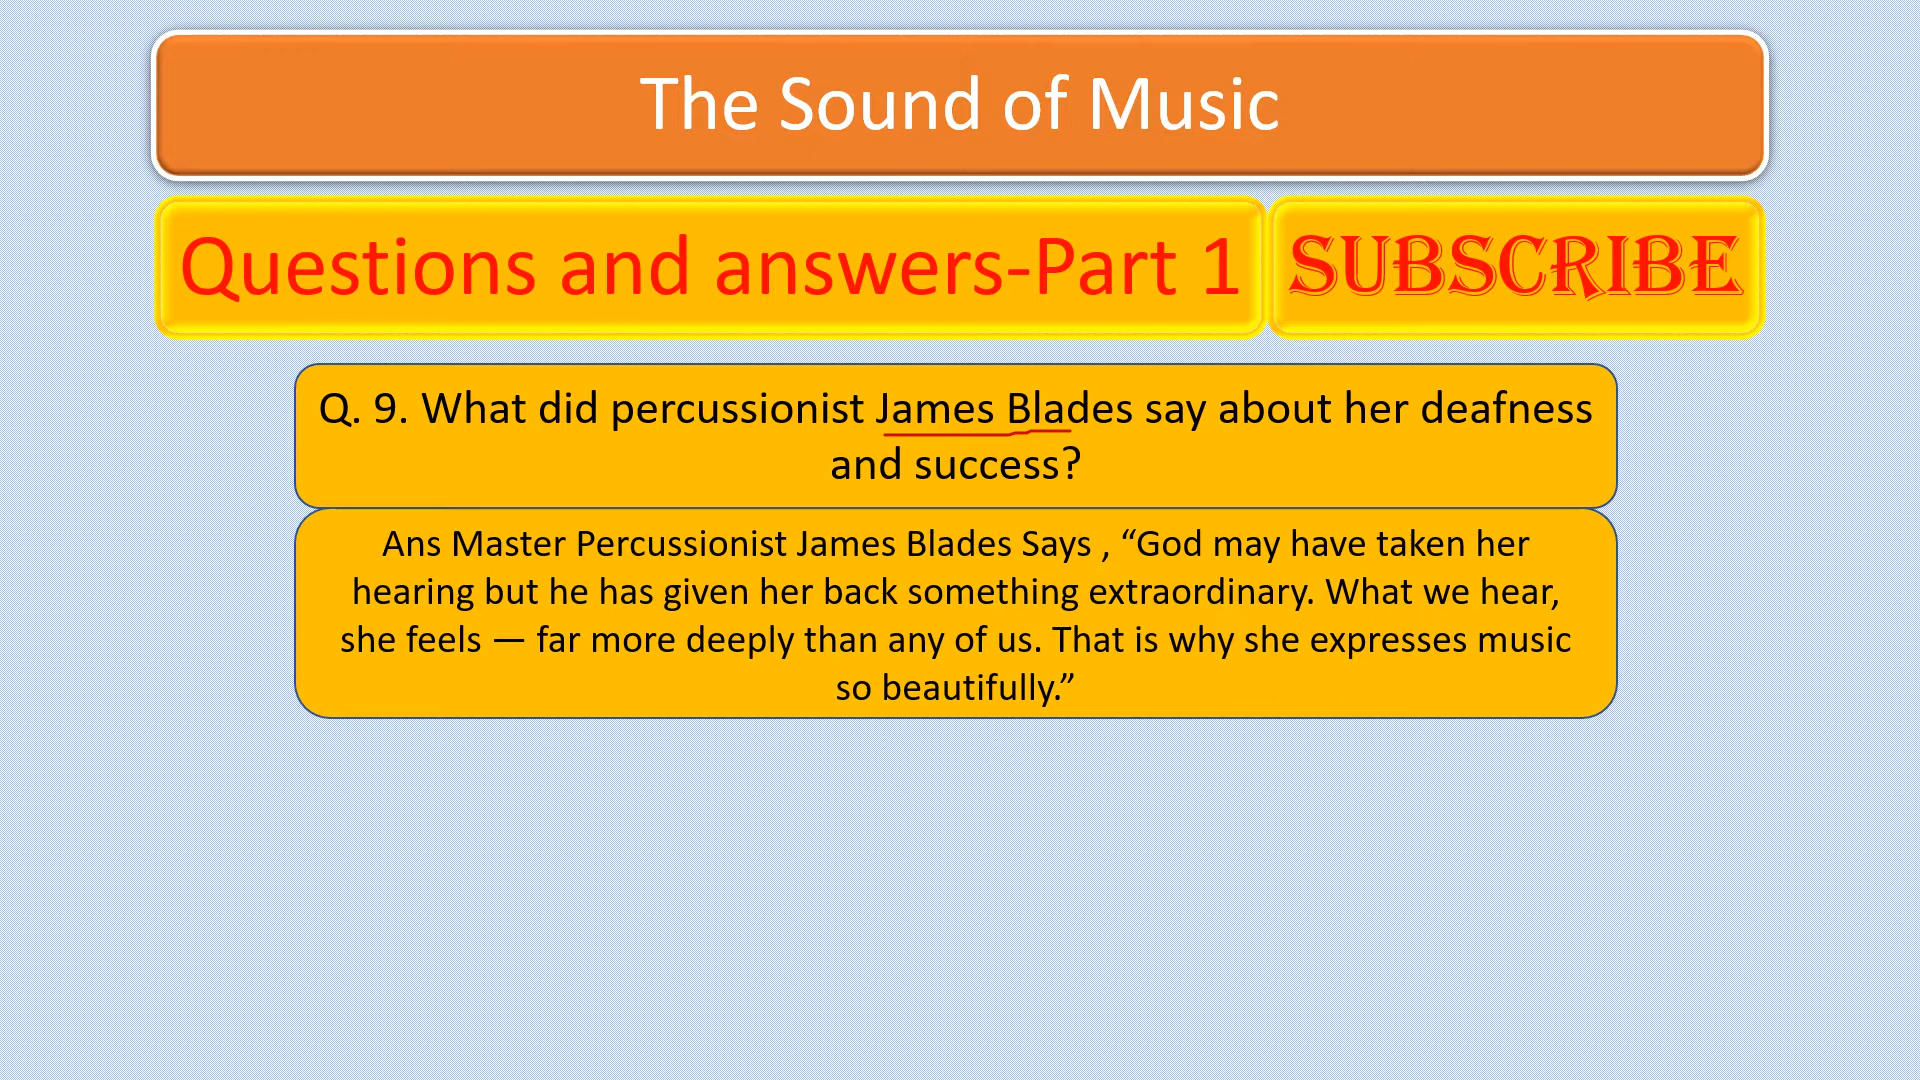 The Sound of Music
Questions and answers-Part 1
SUBSCRIBE
Q. 9. What did percussionist James Blades say about her deafness
and success?
Ans Master Percussionist James Blades Says , “God may have taken her
hearing but he has given her back something extraordinary. What we hear,
she feels — far more deeply than any of us. That is why she expresses music
so beautifully.”